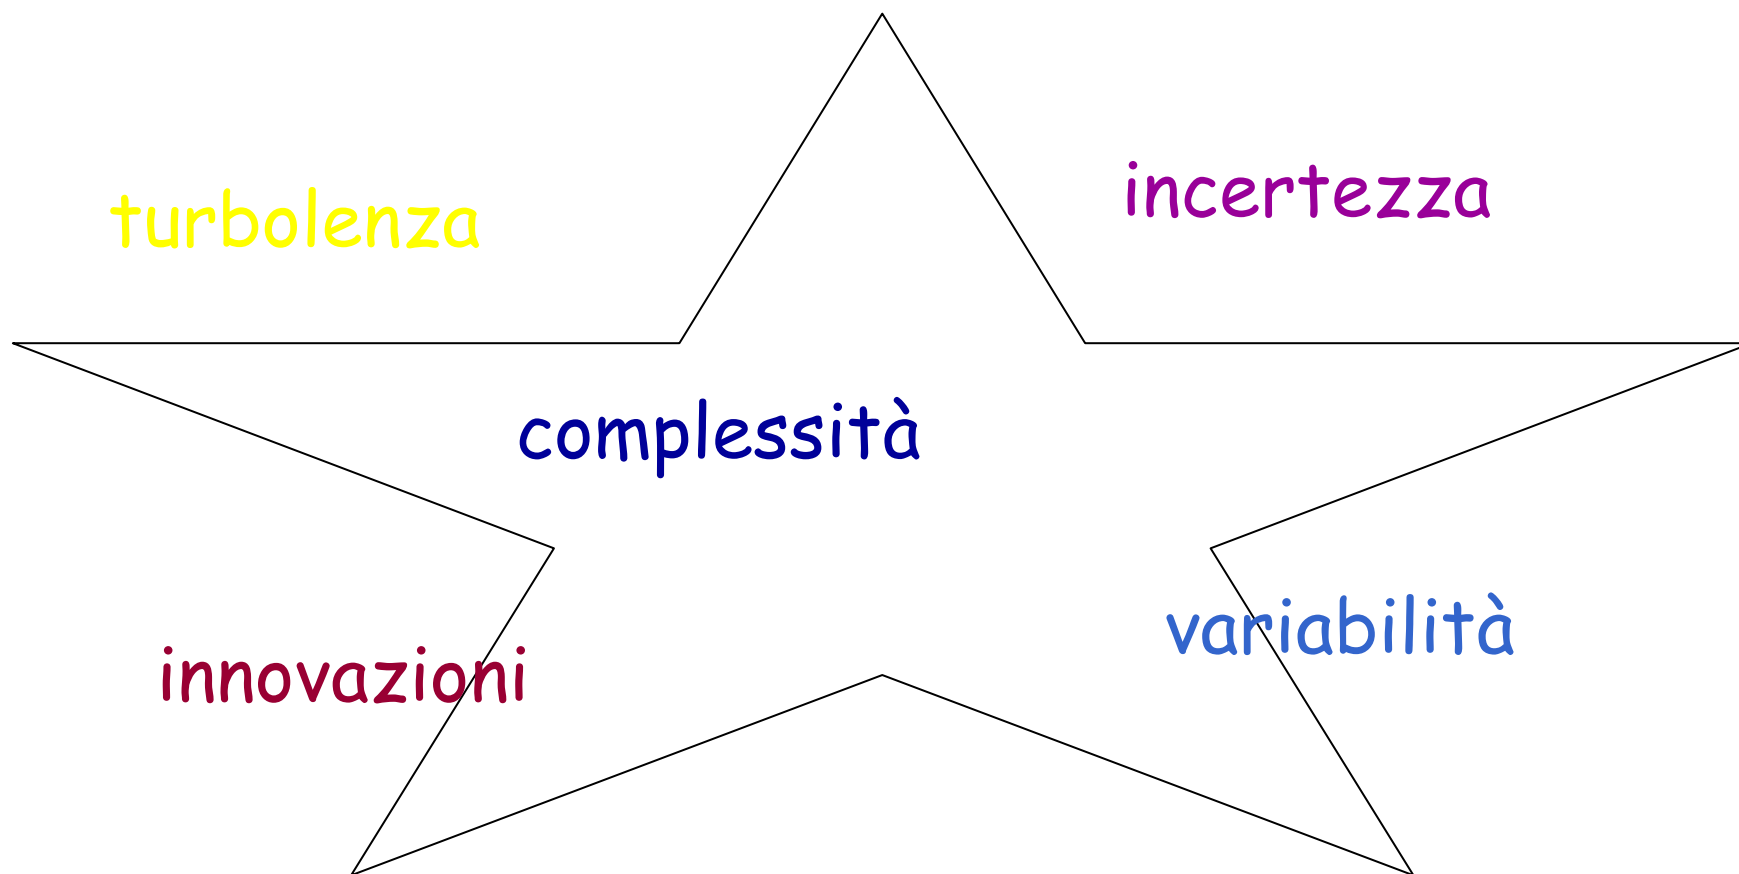 turbolenza
incertezza
complessità
innovazioni
variabilità